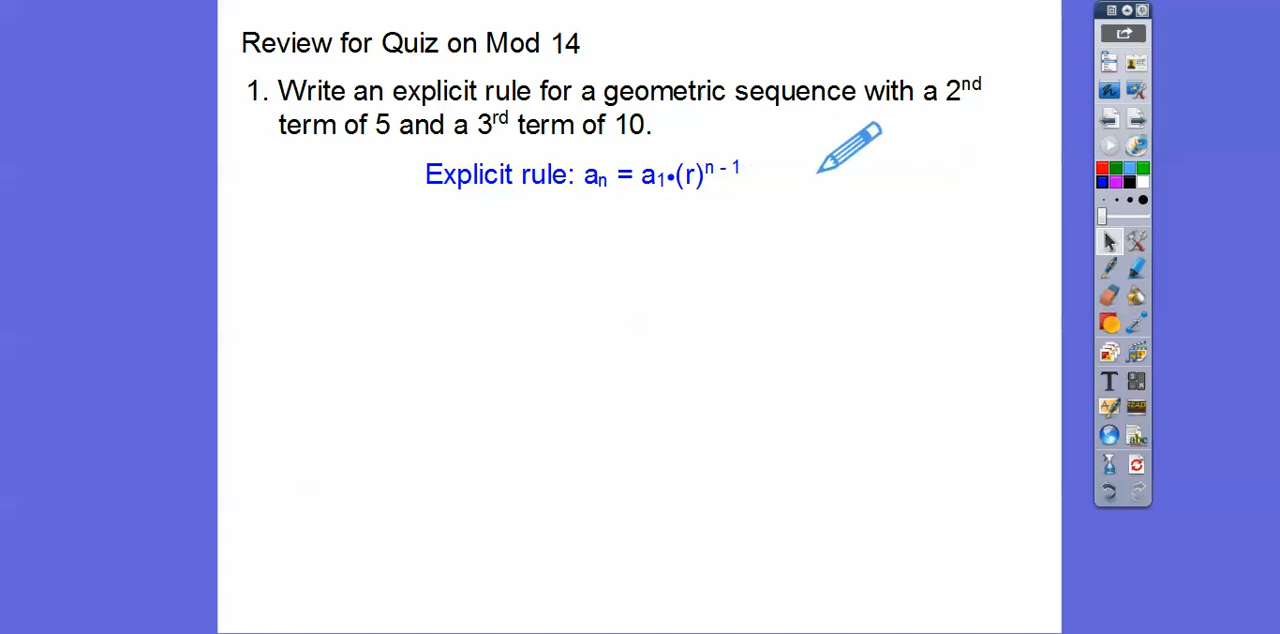 Review for Quiz on Mod 14
1. Write an explicit rule for a geometric sequence with a 2ⁿᵈ
term of 5 and a 3ʳᵈ term of 10.
Explicit rule: aₙ = a₁•(r)ⁿ ⁻ ¹